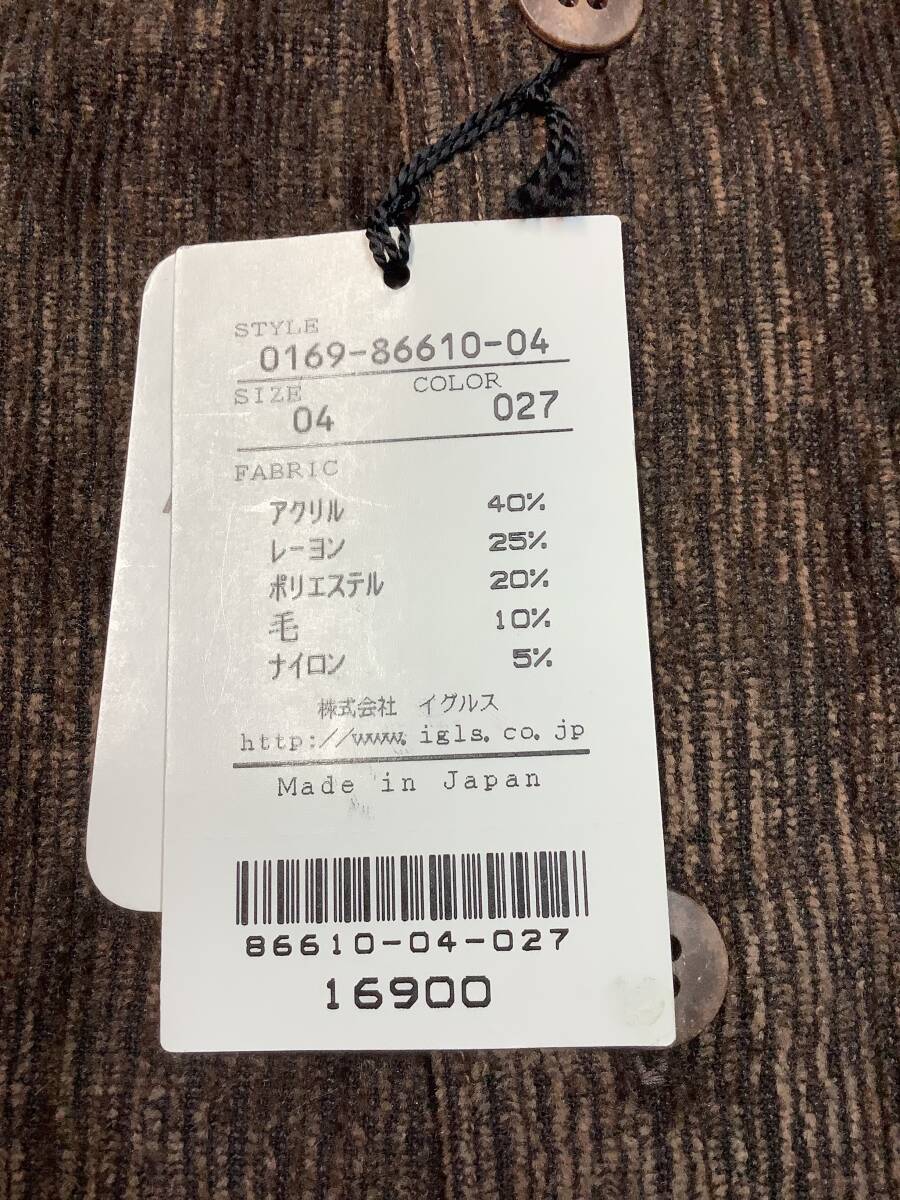 STYLE
0169-86610-04
SIZE COLOR
04 027
FABRIC
アクリル 40%
レーヨン 25%
ポリエステル 20%
毛 10%
ナイロン 5%
株式会社 イグルス
http://www.igls.co.jp
Made in Japan
86610-04-027
16900